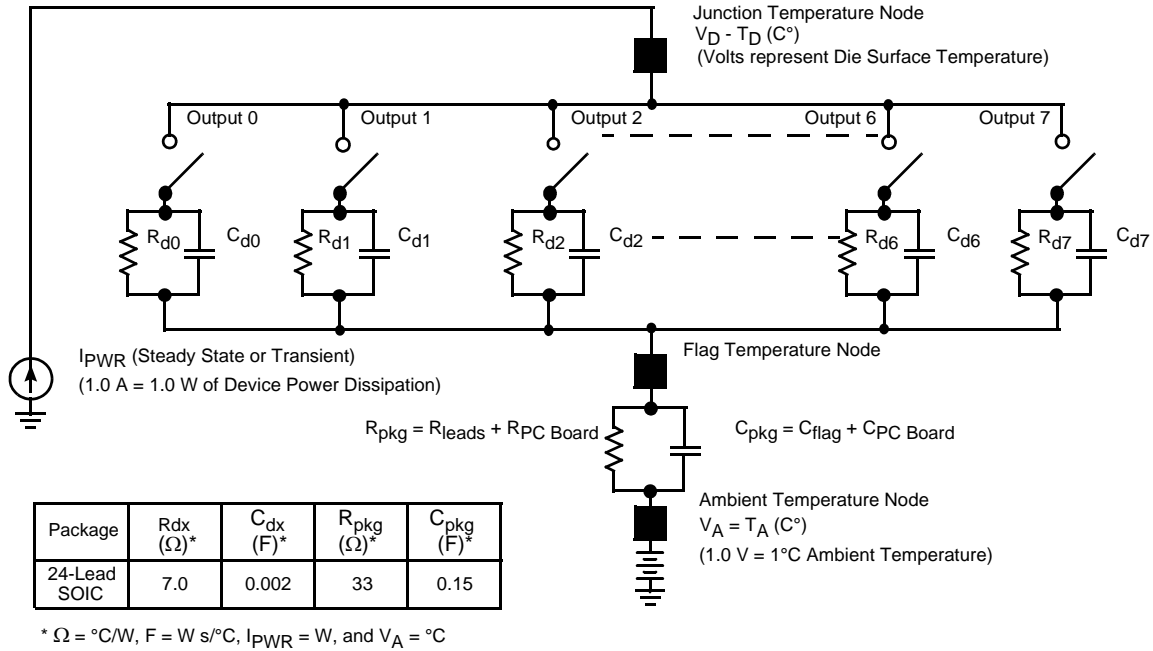 Junction Temperature Node
VD - TD (C°)
(Volts represent Die Surface Temperature)
Output 0
Output 1
Output 2
Output 6
Output 7
Rd0
Cd0
Rd1
Cd1
Rd2
Cd2
Rd6
Cd6
Rd7
Cd7
IPWR (Steady State or Transient)
(1.0 A = 1.0 W of Device Power Dissipation)
Flag Temperature Node
Rpkg = Rleads + RPC Board
Cpkg = Cflag + CPC Board
Ambient Temperature Node
VA = TA (C°)
(1.0 V = 1°C Ambient Temperature)
Package Rdx (Ω)* Cdx (F)* Rpkg (Ω)* Cpkg (F)*
24-Lead SOIC 7.0 0.002 33 0.15
* Ω = °C/W, F = W s/°C, IPWR = W, and VA = °C